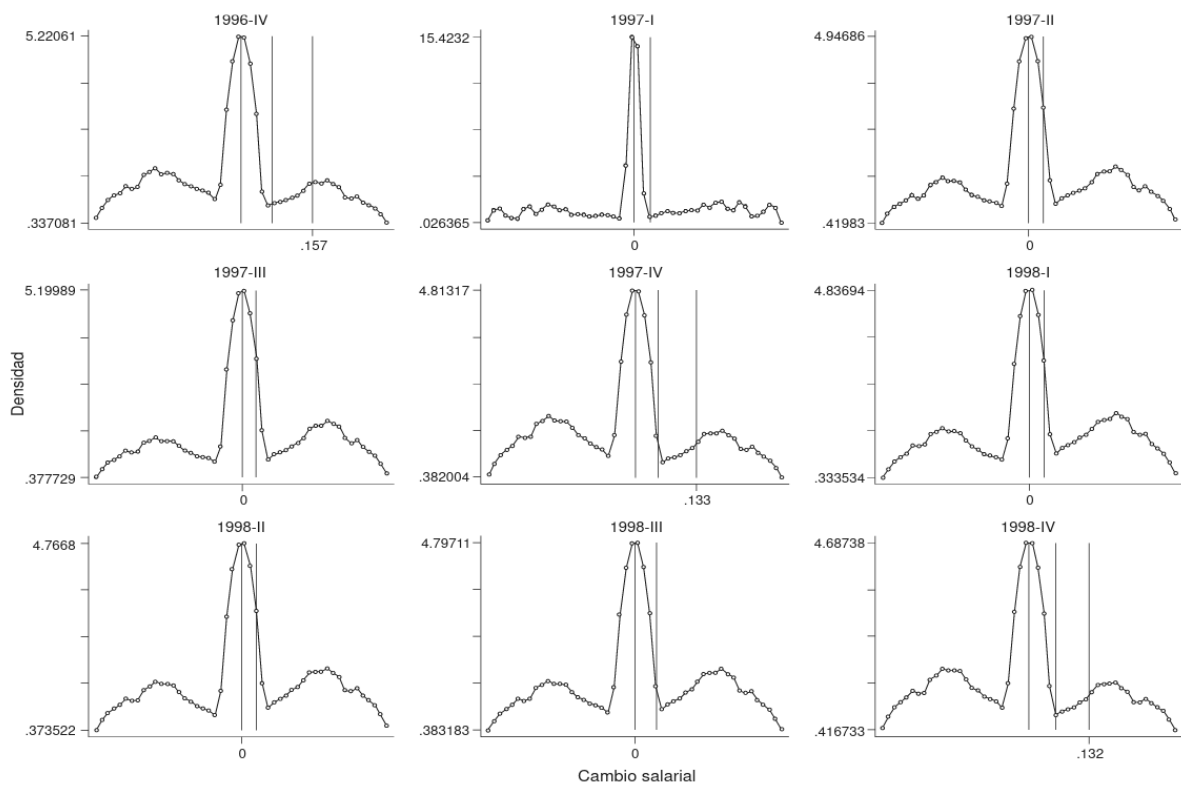 1996-IV
5.22061
.337081
.157
1997-I
15.4232
.026365
0
1997-II
4.94686
.41983
0
1997-III
5.19989
.377729
0
1997-IV
4.81317
.382004
.133
1998-I
4.83694
.333534
0
1998-II
4.7668
.373522
0
1998-III
4.79711
.383183
0
1998-IV
4.68738
.416733
.132
Densidad
Cambio salarial